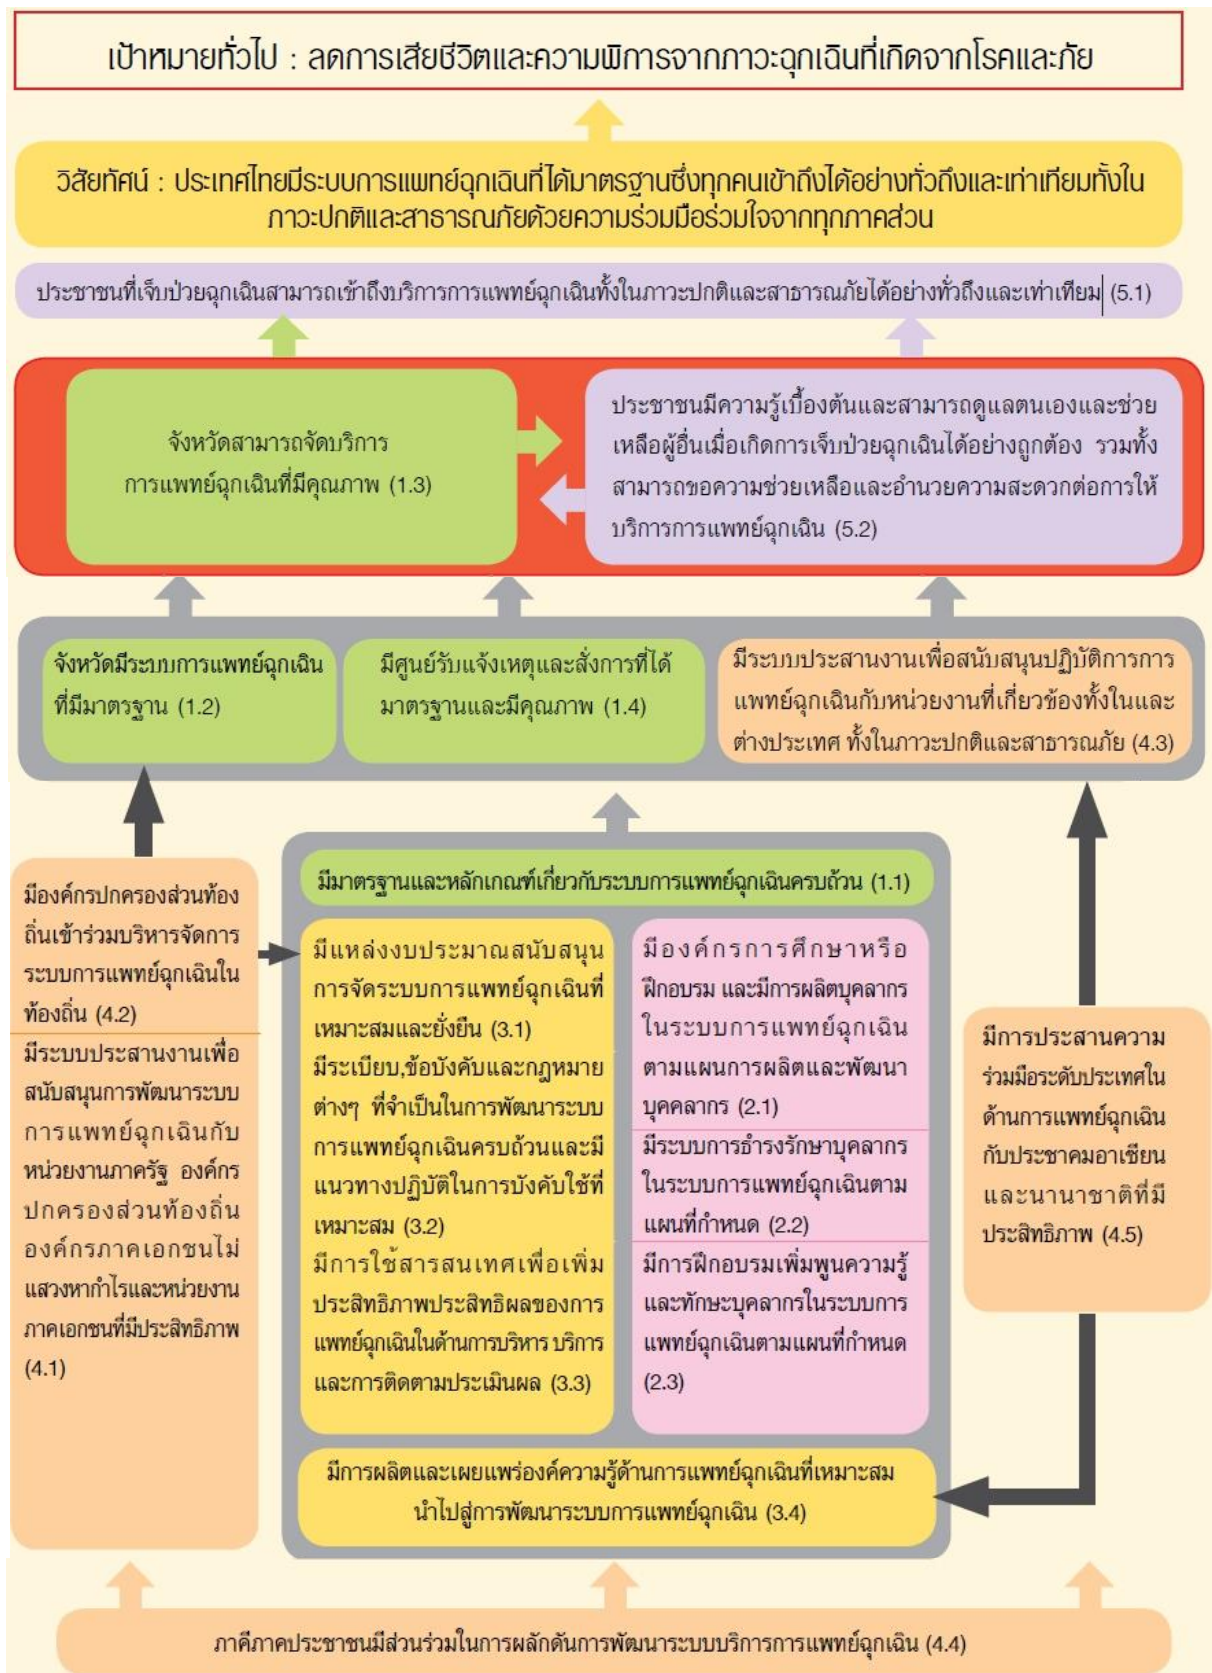 เป้าหมายทั่วไป : ลดการเสียชีวิตและความพิการจากภาวะฉุกเฉินที่เกิดจากโรคและภัย
วิสัยทัศน์ : ประเทศไทยมีระบบการแพทย์ฉุกเฉินที่ได้มาตรฐานซึ่งทุกคนเข้าถึงได้อย่างทั่วถึงและเท่าเทียมทั้งใน
ภาวะปกติและสาธารณภัยด้วยความร่วมมือร่วมใจจากทุกภาคส่วน
ประชาชนที่เจ็บป่วยฉุกเฉินสามารถเข้าถึงบริการการแพทย์ฉุกเฉินทั้งในภาวะปกติและสาธารณภัยได้อย่างทั่วถึงและเท่าเทียม (5.1)
จังหวัดสามารถจัดบริการ
การแพทย์ฉุกเฉินที่มีคุณภาพ (1.3)
ประชาชนมีความรู้เบื้องต้นและสามารถดูแลตนเองและช่วย
เหลือผู้อื่นเมื่อเกิดการเจ็บป่วยฉุกเฉินได้อย่างถูกต้อง รวมทั้ง
สามารถขอความช่วยเหลือและอำนวยความสะดวกต่อการให้
บริการการแพทย์ฉุกเฉิน (5.2)
จังหวัดมีระบบการแพทย์ฉุกเฉิน
ที่มีมาตรฐาน (1.2)
มีศูนย์รับแจ้งเหตุและสั่งการที่ได้
มาตรฐานและมีคุณภาพ (1.4)
มีระบบประสานงานเพื่อสนับสนุนปฏิบัติการการ
แพทย์ฉุกเฉินกับหน่วยงานที่เกี่ยวข้องทั้งในและ
ต่างประเทศ ทั้งในภาวะปกติและสาธารณภัย (4.3)
มีองค์กรปกครองส่วนท้อง
ถิ่นเข้าร่วมบริหารจัดการ
ระบบการแพทย์ฉุกเฉินใน
ท้องถิ่น (4.2)
มีระบบประสานงานเพื่อ
สนับสนุนการพัฒนาระบบ
การแพทย์ฉุกเฉินกับ
หน่วยงานภาครัฐ องค์กร
ปกครองส่วนท้องถิ่น
องค์กรภาคเอกชนไม่
แสวงหากำไรและหน่วยงาน
ภาคเอกชนที่มีประสิทธิภาพ
(4.1)
มีมาตรฐานและหลักเกณฑ์เกี่ยวกับระบบการแพทย์ฉุกเฉินครบถ้วน (1.1)
มีแหล่งงบประมาณสนับสนุน
การจัดระบบการแพทย์ฉุกเฉินที่
เหมาะสมและยั่งยืน (3.1)
มีระเบียบ,ข้อบังคับและกฎหมาย
ต่างๆ ที่จำเป็นในการพัฒนาระบบ
การแพทย์ฉุกเฉินครบถ้วนและมี
แนวทางปฏิบัติในการบังคับใช้ที่
เหมาะสม (3.2)
มีการใช้สารสนเทศเพื่อเพิ่ม
ประสิทธิภาพประสิทธิผลของการ
แพทย์ฉุกเฉินในด้านการบริหาร บริการ
และการติดตามประเมินผล (3.3)
มีองค์กรการศึกษาหรือ
ฝึกอบรม และมีการผลิตบุคลากร
ในระบบการแพทย์ฉุกเฉิน
ตามแผนการผลิตและพัฒนา
บุคคลากร (2.1)
มีระบบการธำรงรักษาบุคลากร
ในระบบการแพทย์ฉุกเฉินตาม
แผนที่กำหนด (2.2)
มีการฝึกอบรมเพิ่มพูนความรู้
และทักษะบุคลากรในระบบการ
แพทย์ฉุกเฉินตามแผนที่กำหนด
(2.3)
มีการประสานความ
ร่วมมือระดับประเทศใน
ด้านการแพทย์ฉุกเฉิน
กับประชาคมอาเซียน
และนานาชาติที่มี
ประสิทธิภาพ (4.5)
มีการผลิตและเผยแพร่องค์ความรู้ด้านการแพทย์ฉุกเฉินที่เหมาะสม
นำไปสู่การพัฒนาระบบการแพทย์ฉุกเฉิน (3.4)
ภาคีภาคประชาชนมีส่วนร่วมในการผลักดันการพัฒนาระบบบริการการแพทย์ฉุกเฉิน (4.4)